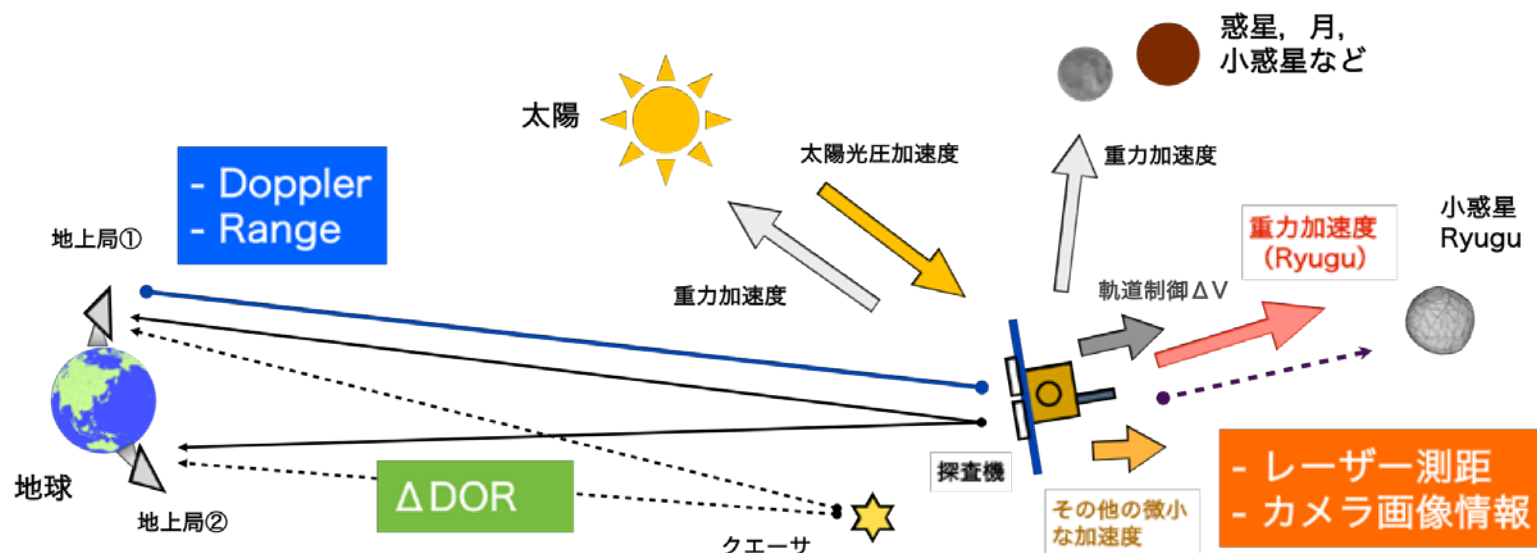 惑星，月，
小惑星など
太陽
太陽光圧加速度
重力加速度
- Doppler
- Range
地上局①
重力加速度
重力加速度
（Ryugu）
小惑星
Ryugu
軌道制御ΔV
地球
地上局②
ΔDOR
クエーサ
探査機
その他の微小
な加速度
- レーザー測距
- カメラ画像情報